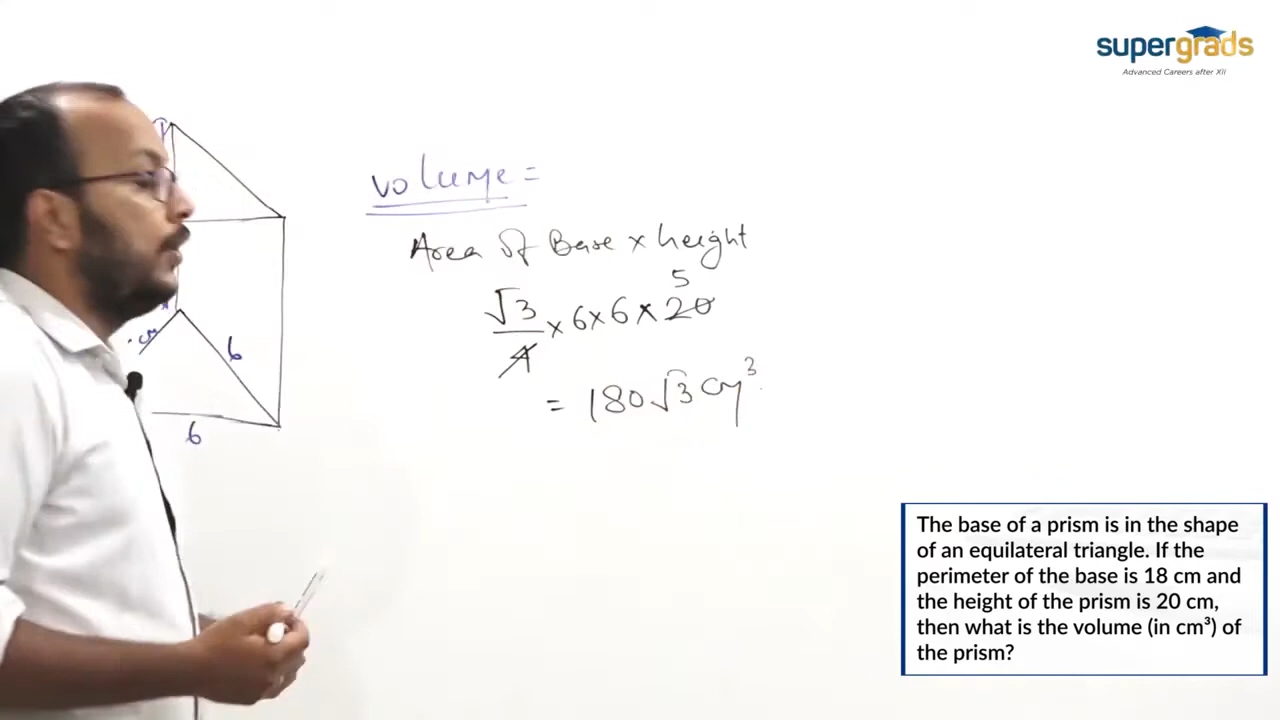 supergrads
Advanced Careers after XII
volume =
Area of Base × height
5
√3/4 × 6 × 6 × 20
= 180√3 cm³
cm
6
6
The base of a prism is in the shape
of an equilateral triangle. If the
perimeter of the base is 18 cm and
the height of the prism is 20 cm,
then what is the volume (in cm³) of
the prism?